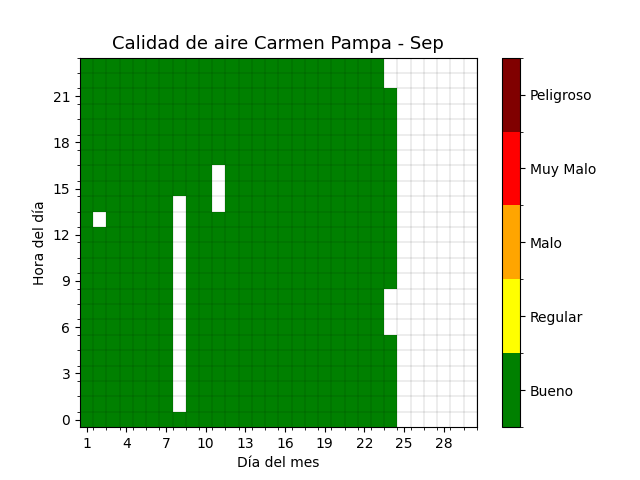 Calidad de aire Carmen Pampa - Sep
Hora del día
21
18
15
12
9
6
3
0
1 4 7 10 13 16 19 22 25 28
Día del mes
Peligroso
Muy Malo
Malo
Regular
Bueno